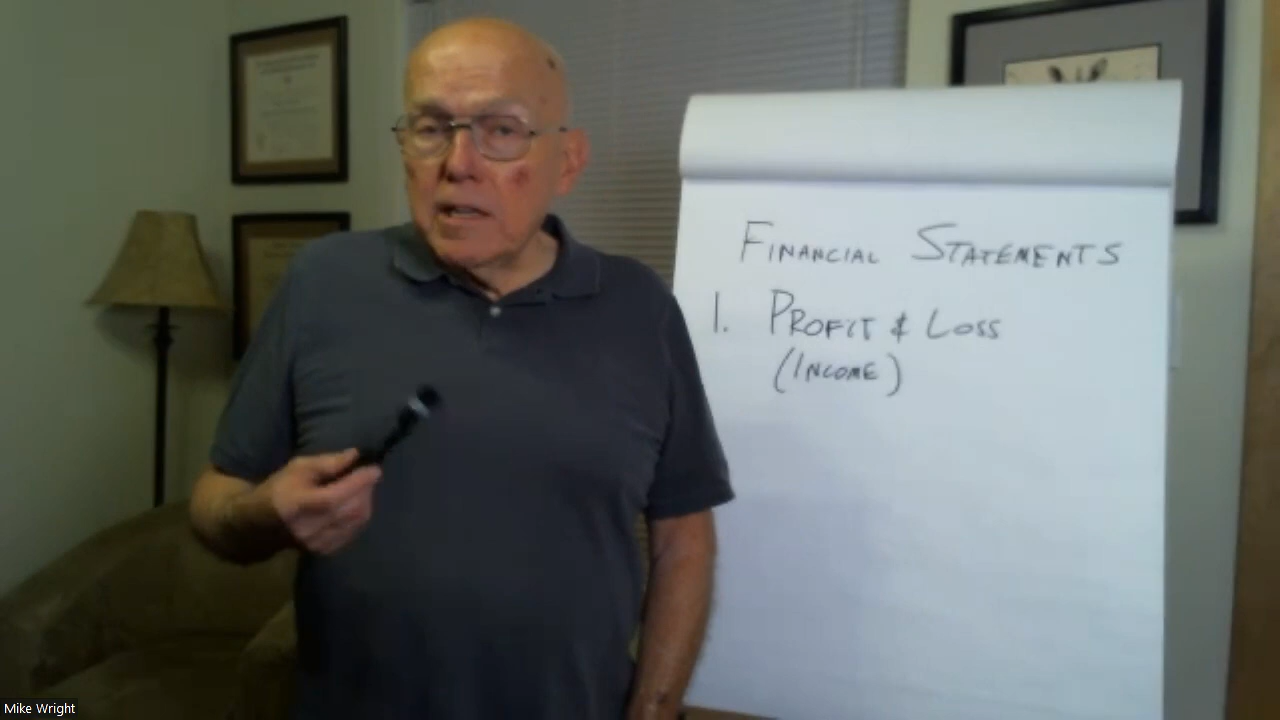 Financial Statements
1. Profit & Loss
(Income)
Mike Wright